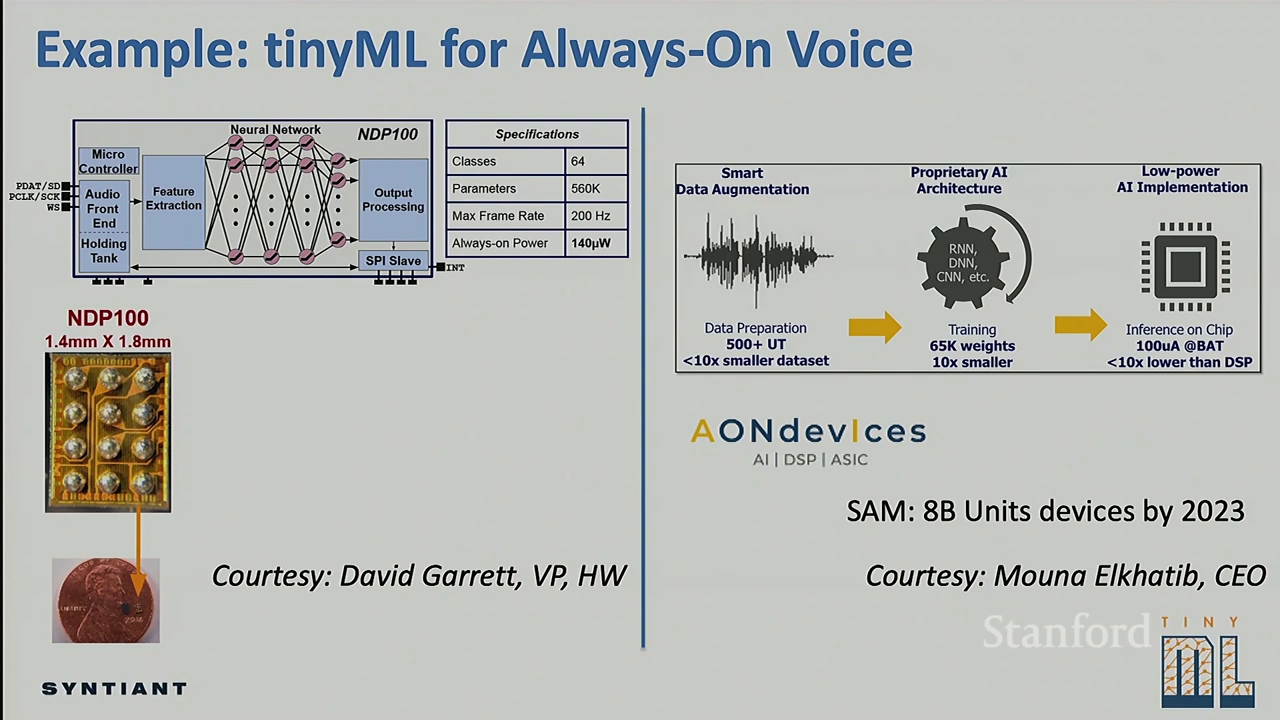 Example: tinyML for Always-On Voice
Neural Network
NDP100
Micro
Controller
PDAT/SD
PCLK/SCK
WS
Audio
Front
End
Holding
Tank
Feature
Extraction
Output
Processing
SPI Slave
INT
Specifications
Classes 64
Parameters 560K
Max Frame Rate 200 Hz
Always-on Power 140µW
NDP100
1.4mm X 1.8mm
Courtesy: David Garrett, VP, HW
SYNTIANT
Smart
Data Augmentation
Data Preparation
500+ UT
<10x smaller dataset
Proprietary AI
Architecture
RNN,
DNN,
CNN, etc.
Training
65K weights
10x smaller
Low-power
AI Implementation
Inference on Chip
100uA @BAT
<10x lower than DSP
AONdevIces
AI | DSP | ASIC
SAM: 8B Units devices by 2023
Courtesy: Mouna Elkhatib, CEO
Stanford
TINY
ML